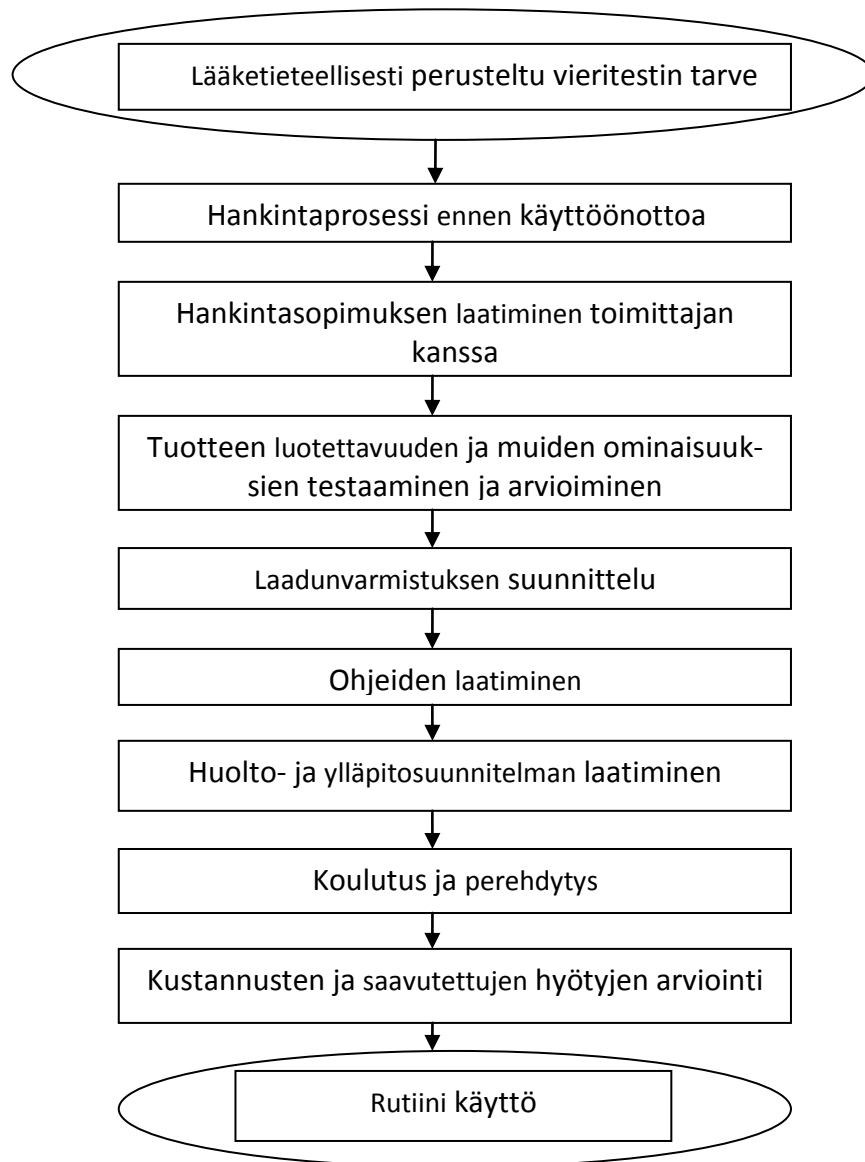 Lääketieteellisesti perusteltu vieritestin tarve
Hankintaprosessi ennen käyttöönottoa
Hankintasopimuksen laatiminen toimittajan
kanssa
Tuotteen luotettavuuden ja muiden ominaisuuk-
sien testaaminen ja arvioiminen
Laadunvarmistuksen suunnittelu
Ohjeiden laatiminen
Huolto- ja ylläpitosuunnitelman laatiminen
Koulutus ja perehdytys
Kustannusten ja saavutettujen hyötyjen arviointi
Rutiini käyttö